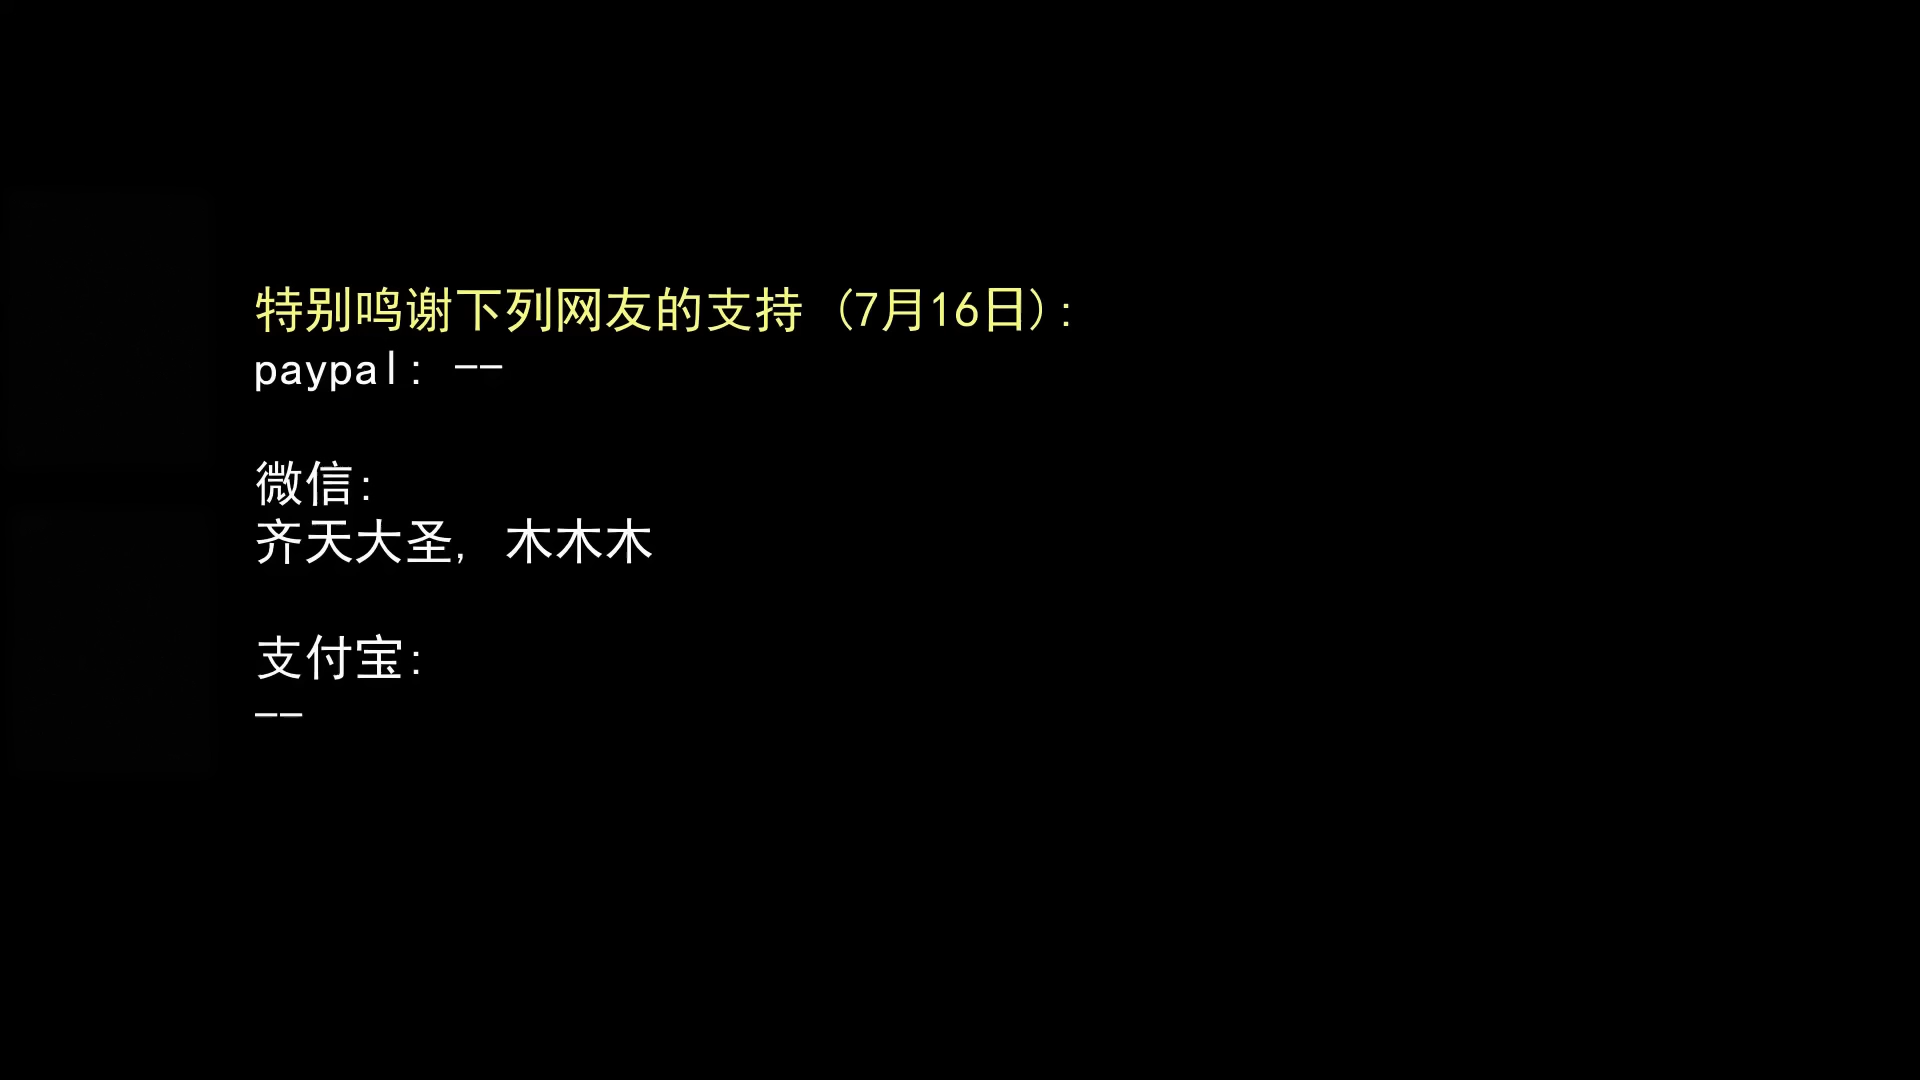 特别鸣谢下列网友的支持 (7月16日):
paypal: --
微信:
齐天大圣, 木木木
支付宝:
--